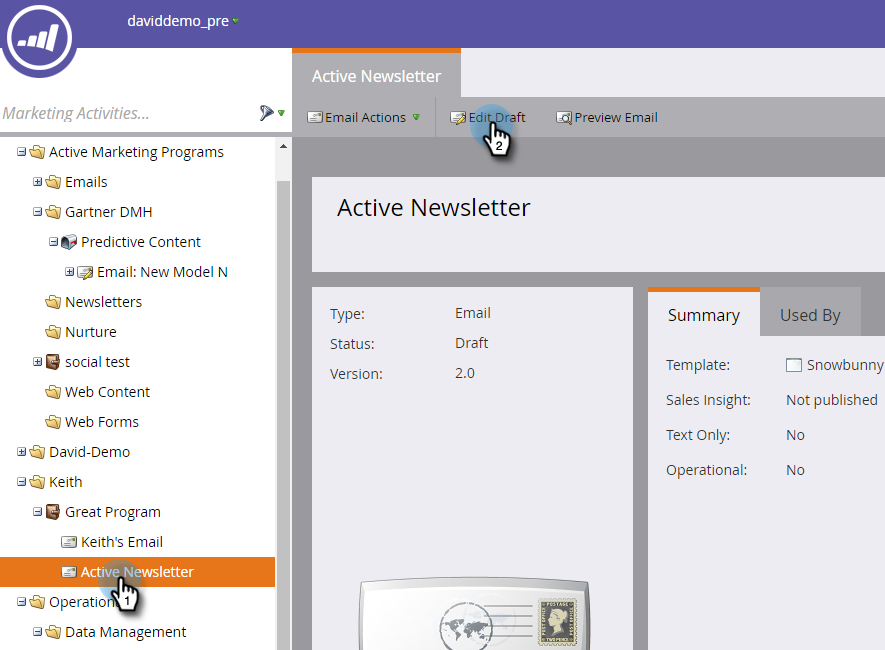 daviddemo_pre
Active Newsletter
Marketing Activities...
Email Actions
Edit Draft
Preview Email
2
Active Marketing Programs
Emails
Gartner DMH
Predictive Content
Email: New Model N
Newsletters
Nurture
social test
Web Content
Web Forms
David-Demo
Keith
Great Program
Keith's Email
Active Newsletter
1
Operation
Data Management
Active Newsletter
Type: Email
Status: Draft
Version: 2.0
Summary
Used By
Template: Snowbunny
Sales Insight: Not published
Text Only: No
Operational: No
POSTAGE